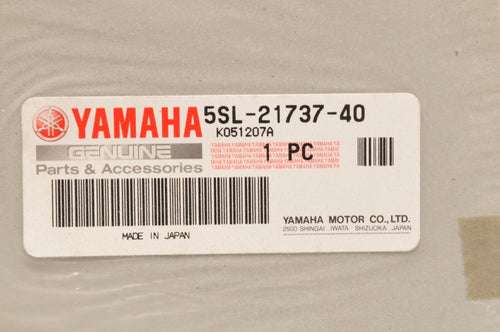 YAMAHA 5SL-21737-40
K051207A
GENUINE
Parts & Accessories
1 PC
MADE IN JAPAN
YAMAHA MOTOR CO.,LTD.
2500 SHINGAI IWATA SHIZUOKA JAPAN